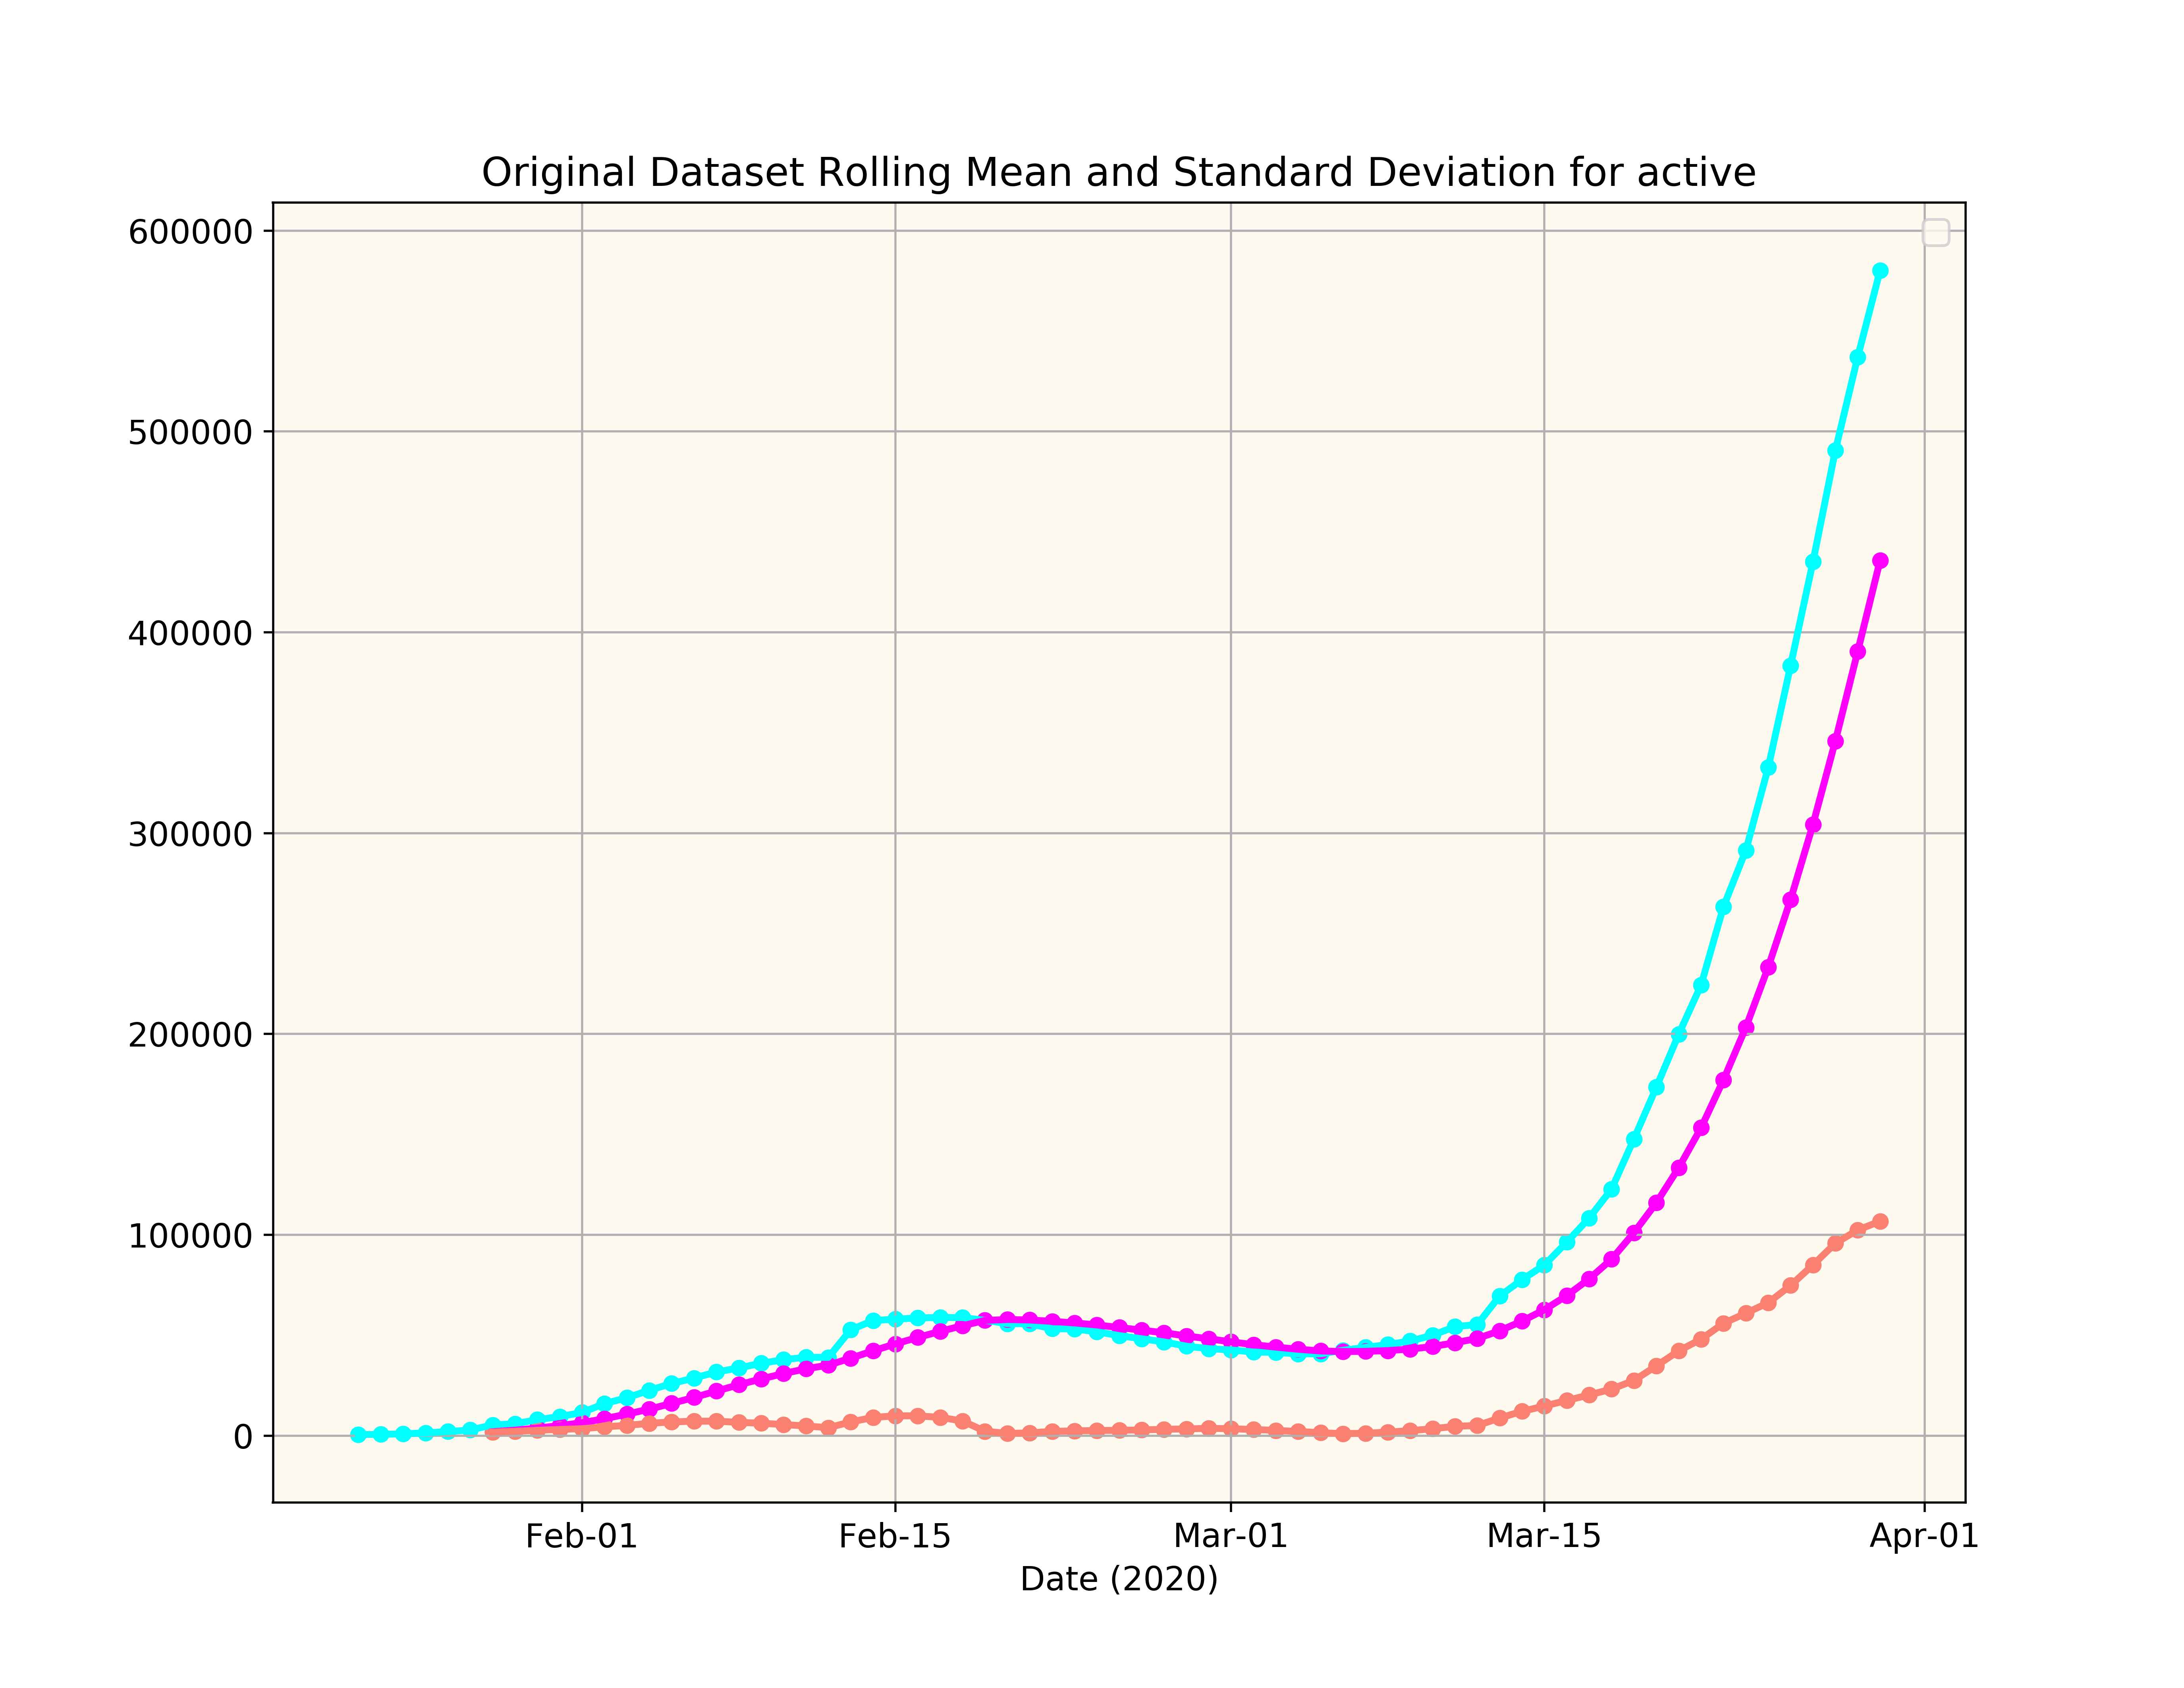 Original Dataset Rolling Mean and Standard Deviation for active
600000
500000
400000
300000
200000
100000
0
Feb-01 Feb-15 Mar-01 Mar-15 Apr-01
Date (2020)